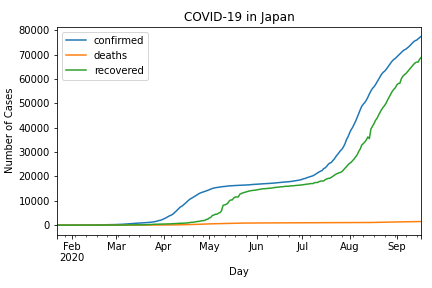 COVID-19 in Japan
confirmed
deaths
recovered
80000
70000
60000
50000
40000
30000
20000
10000
0
Number of Cases
Feb Mar Apr May Jun Jul Aug Sep
2020
Day